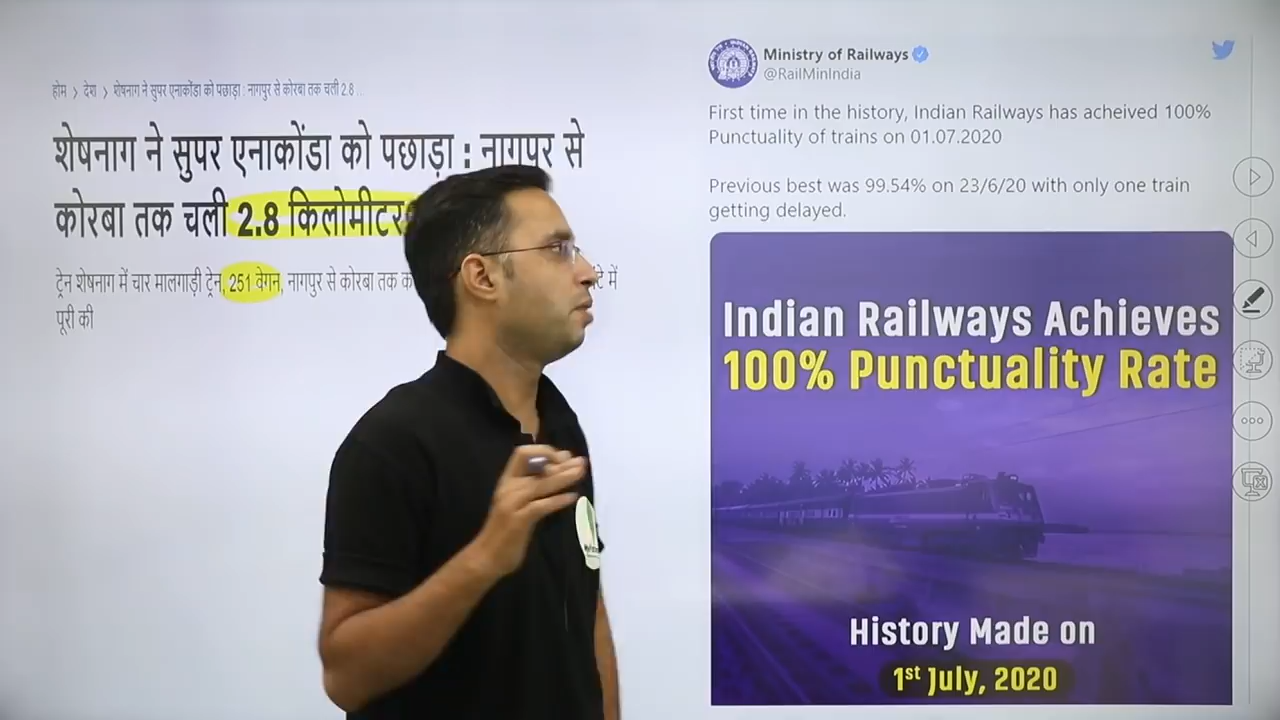 होम > देश > शेषनाग ने सुपर एनाकोंडा को पछाड़ा : नागपुर से कोरबा तक चली 2.8 ...
शेषनाग ने सुपर एनाकोंडा को पछाड़ा : नागपुर से
कोरबा तक चली 2.8 किलोमीटर
ट्रेन शेषनाग में चार मालगाड़ी ट्रेन, 251 वेगन, नागपुर से कोरबा तक
में
पूरी की
Ministry of Railways
@RailMinIndia
First time in the history, Indian Railways has acheived 100%
Punctuality of trains on 01.07.2020
Previous best was 99.54% on 23/6/20 with only one train
getting delayed.
Indian Railways Achieves
100% Punctuality Rate
History Made on
1st July, 2020